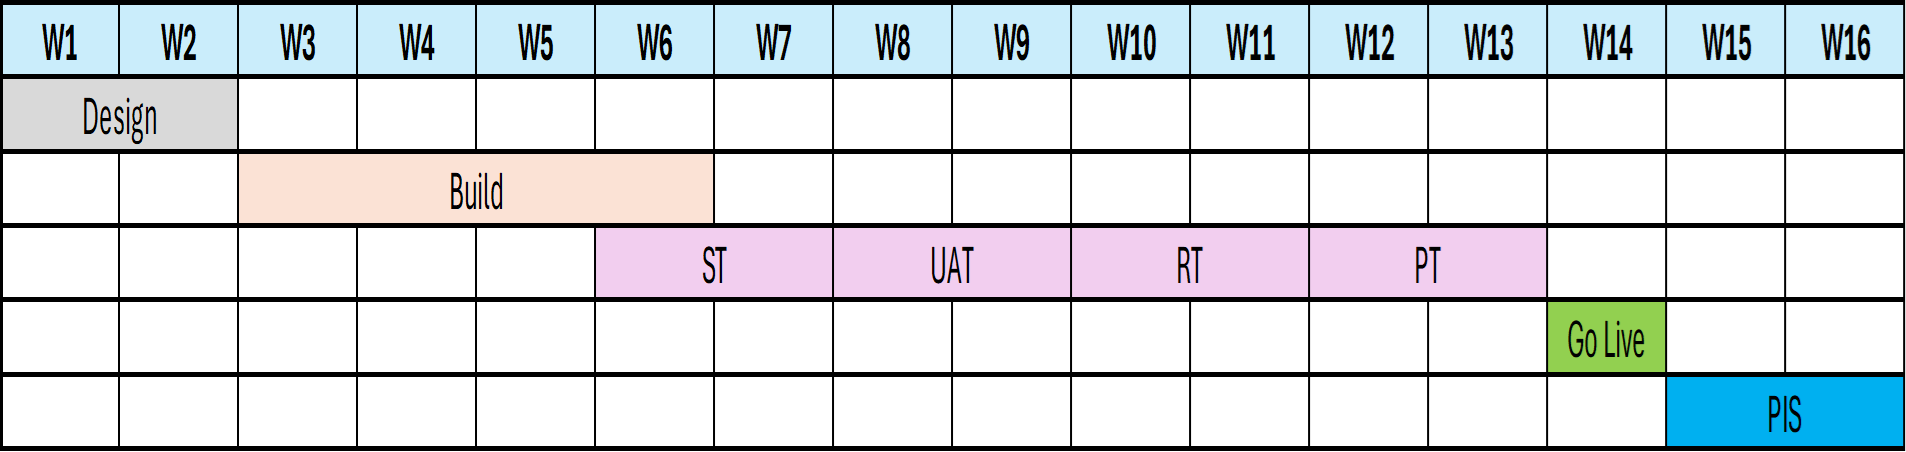 W1 W2 W3 W4 W5 W6 W7 W8 W9 W10 W11 W12 W13 W14 W15 W16
Design
Build
ST UAT RT PT
Go Live
PIS